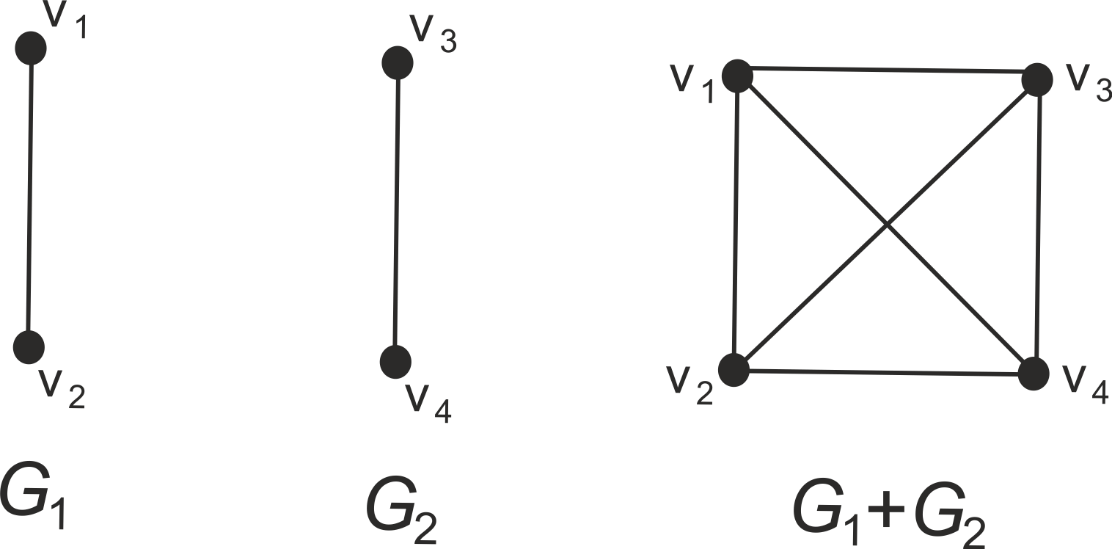 v₁
v₂
G₁
v₃
v₄
G₂
v₁ v₃
v₂ v₄
G₁+G₂